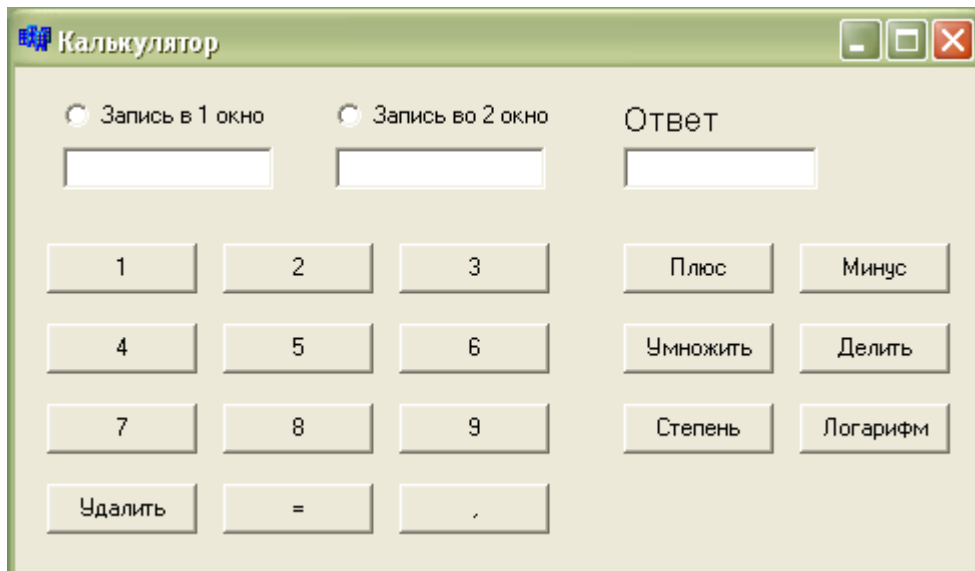 Калькулятор
Запись в 1 окно Запись во 2 окно Ответ
1 2 3 Плюс Минус
4 5 6 Умножить Делить
7 8 9 Степень Логарифм
Удалить = ,